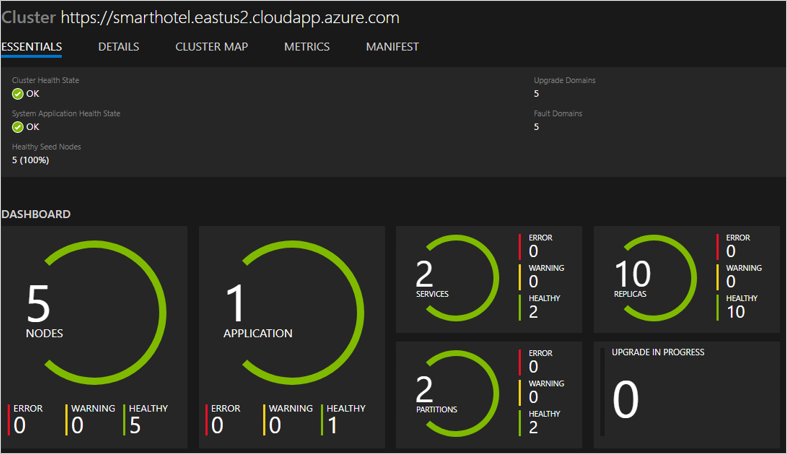 Cluster https://smarthotel.eastus2.cloudapp.azure.com
ESSENTIALS DETAILS CLUSTER MAP METRICS MANIFEST
Cluster Health State
OK
System Application Health State
OK
Healthy Seed Nodes
5 (100%)
Upgrade Domains
5
Fault Domains
5
DASHBOARD
5
NODES
ERROR WARNING HEALTHY
0 0 5
1
APPLICATION
ERROR WARNING HEALTHY
0 0 1
2
SERVICES
ERROR
0
WARNING
0
HEALTHY
2
10
REPLICAS
ERROR
0
WARNING
0
HEALTHY
10
2
PARTITIONS
ERROR
0
WARNING
0
HEALTHY
2
UPGRADE IN PROGRESS
0